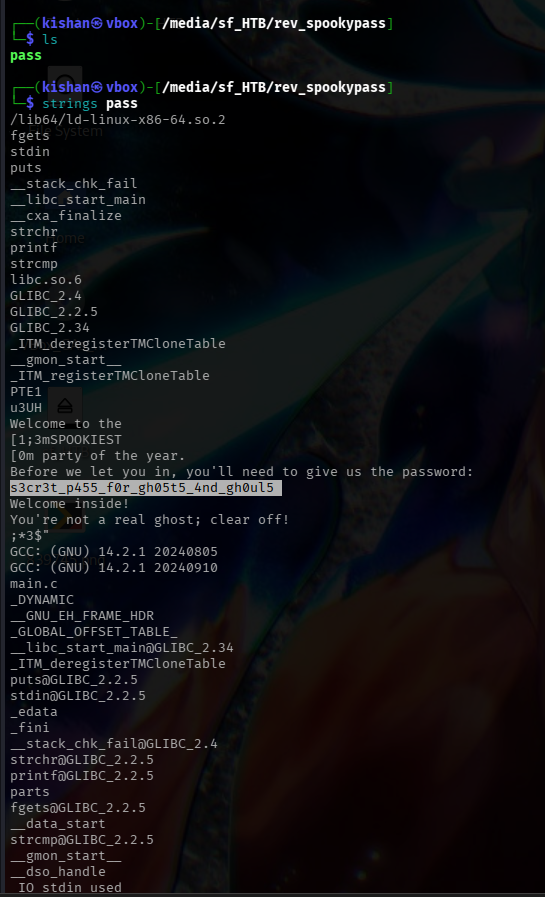 ┌──(kishan㉿vbox)-[/media/sf_HTB/rev_spookypass]
└─$ ls
pass
┌──(kishan㉿vbox)-[/media/sf_HTB/rev_spookypass]
└─$ strings pass
/lib64/ld-linux-x86-64.so.2
fgets
stdin
puts
__stack_chk_fail
__libc_start_main
__cxa_finalize
strchr
printf
strcmp
libc.so.6
GLIBC_2.4
GLIBC_2.2.5
GLIBC_2.34
_ITM_deregisterTMCloneTable
__gmon_start__
_ITM_registerTMCloneTable
PTE1
u3UH
Welcome to the
[1;3mSPOOKIEST
[0m party of the year.
Before we let you in, you'll need to give us the password:
s3cr3t_p455_f0r_gh05t5_4nd_gh0ul5
Welcome inside!
You're not a real ghost; clear off!
;*3$"
GCC: (GNU) 14.2.1 20240805
GCC: (GNU) 14.2.1 20240910
main.c
_DYNAMIC
__GNU_EH_FRAME_HDR
_GLOBAL_OFFSET_TABLE_
__libc_start_main@GLIBC_2.34
_ITM_deregisterTMCloneTable
puts@GLIBC_2.2.5
stdin@GLIBC_2.2.5
_edata
_fini
__stack_chk_fail@GLIBC_2.4
strchr@GLIBC_2.2.5
printf@GLIBC_2.2.5
parts
fgets@GLIBC_2.2.5
__data_start
strcmp@GLIBC_2.2.5
__gmon_start__
__dso_handle
_IO_stdin_used